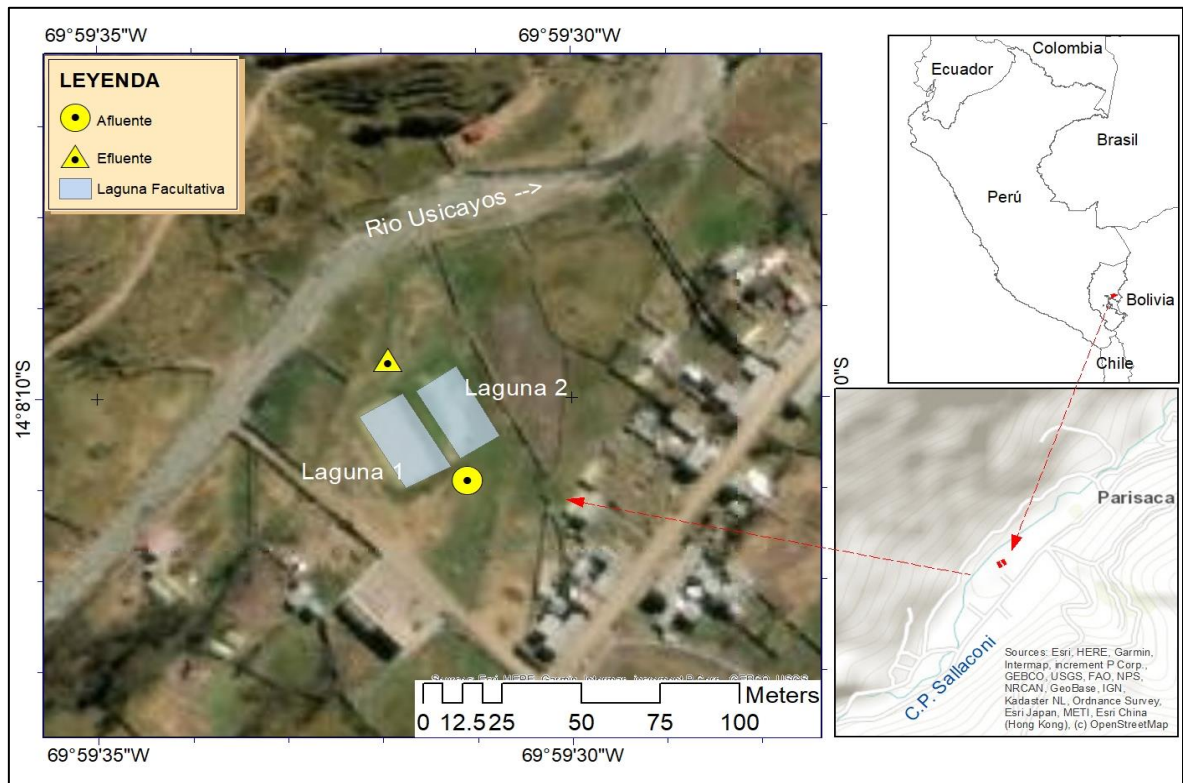 69°59'35"W
69°59'30"W
LEYENDA
Afluente
Efluente
Laguna Facultativa
Rio Usicayos -->
14°8'10"S
0"S
Laguna 2
Laguna 1
Meters
0 12.5 25 50 75 100
69°59'35"W
69°59'30"W
Colombia
Ecuador
Brasil
Perú
Bolivia
Chile
Parisaca
C.P. Sallaconi
Sources: Esri, HERE, Garmin,
Intermap, increment P Corp.,
GEBCO, USGS, FAO, NPS,
NRCAN, GeoBase, IGN,
Kadaster NL, Ordnance Survey,
Esri Japan, METI, Esri China
(Hong Kong), (c) OpenStreetMap